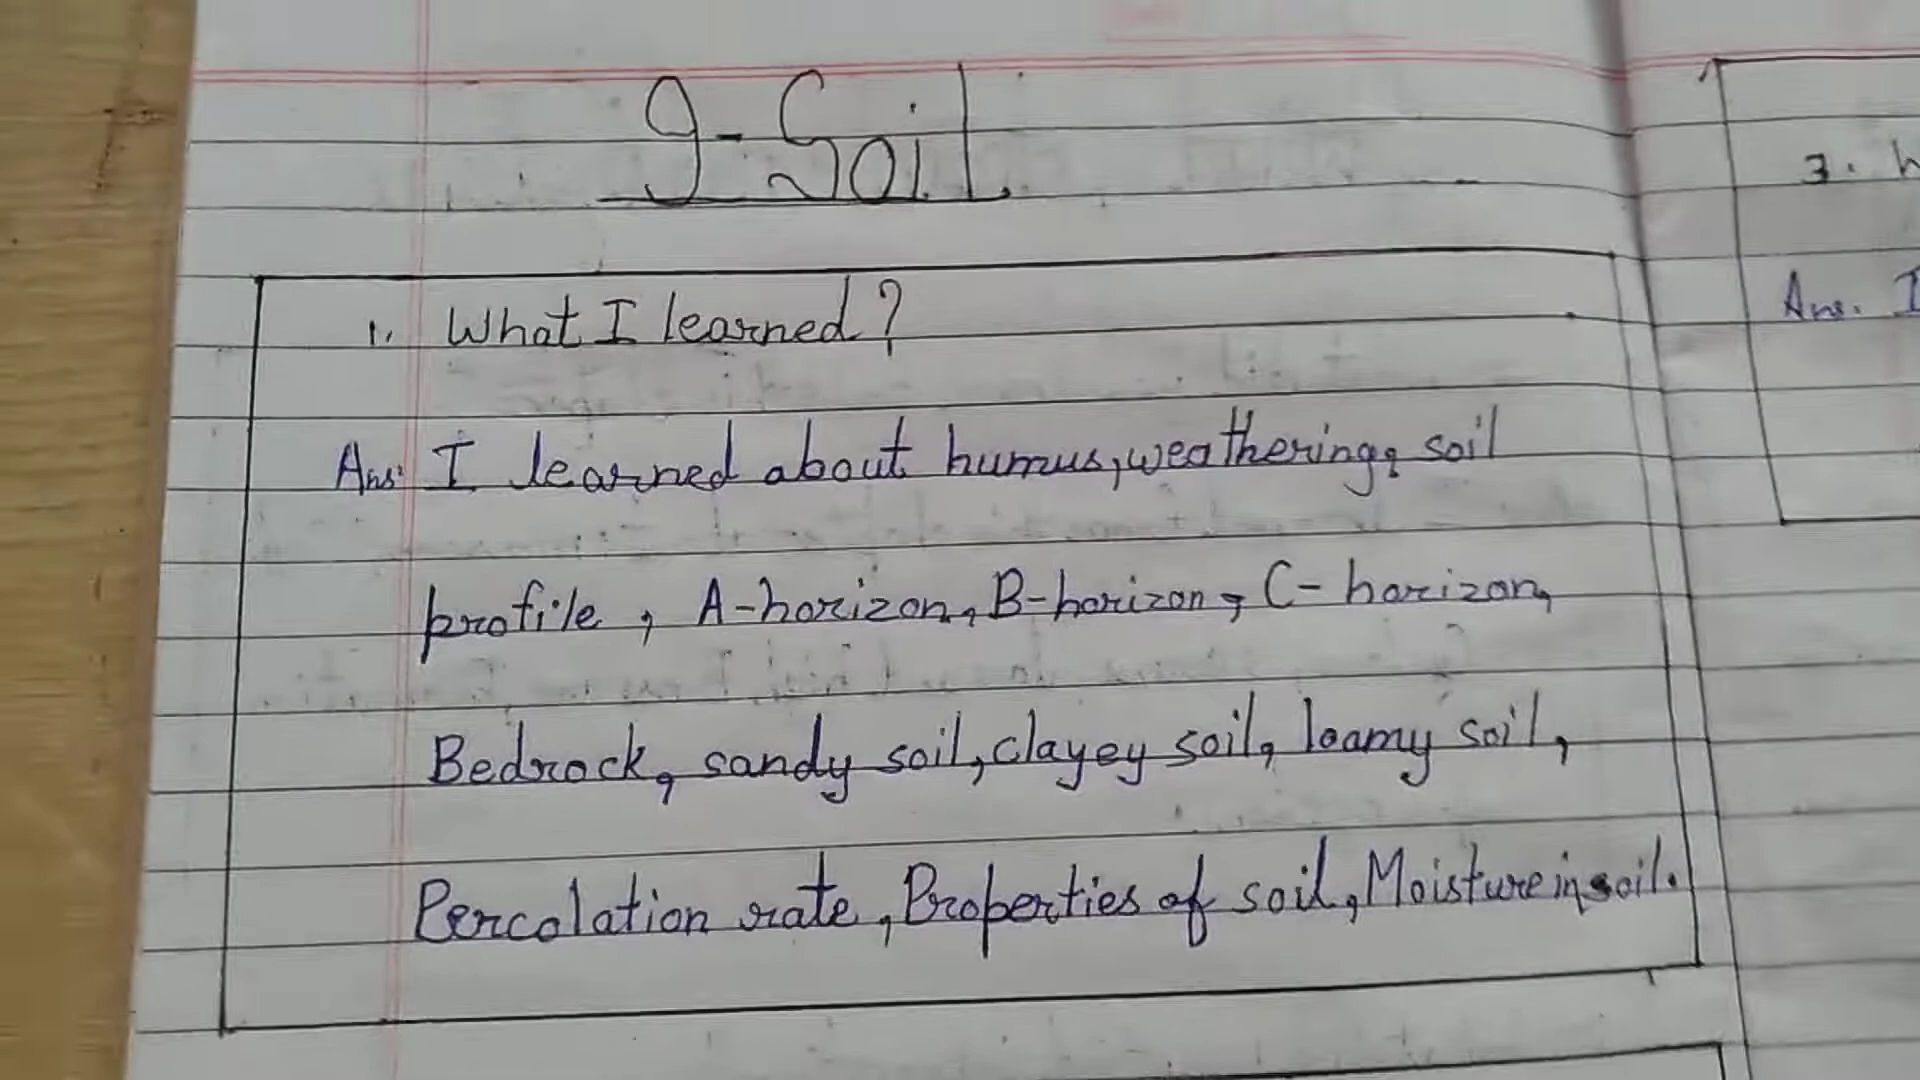 9-Soil
1. What I learned?
Ans: I learned about humus, weathering, soil
profile, A-horizon, B-horizon, C-horizon,
Bedrock, sandy soil, clayey soil, loamy soil,
Percolation rate, Properties of soil, Moisture in soil.
3.
Ans. I